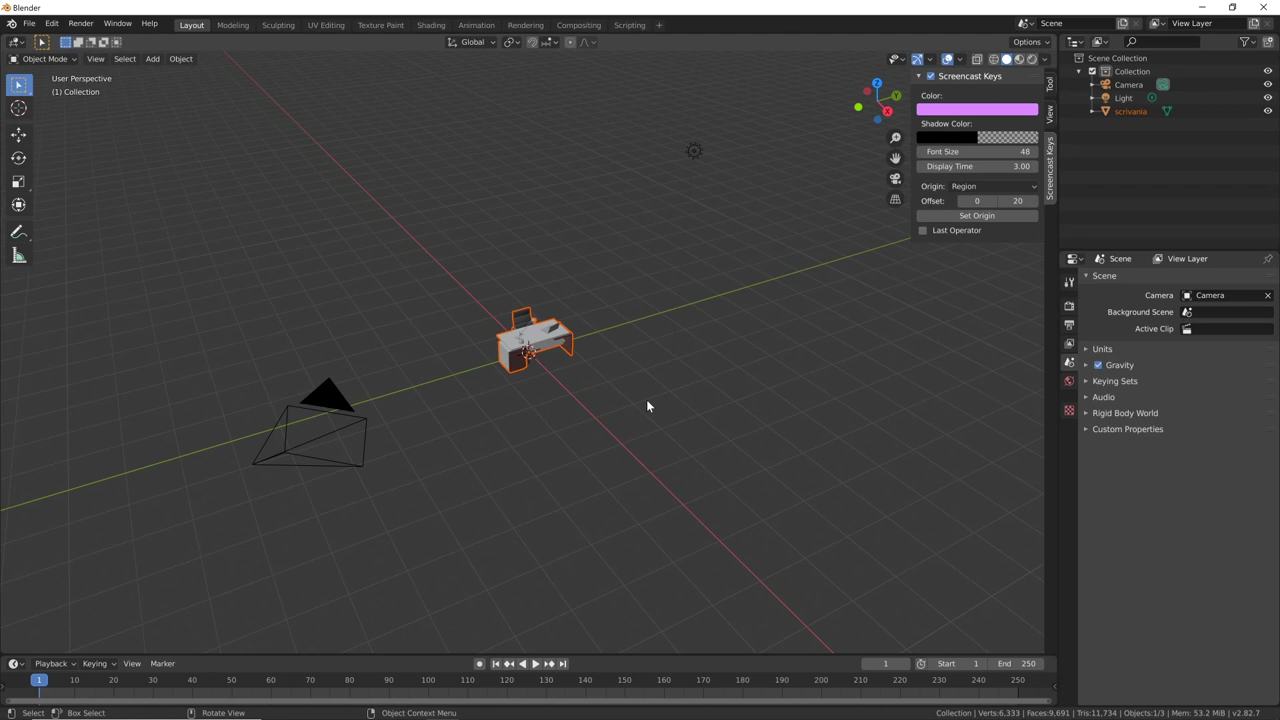 Blender
File Edit Render Window Help Layout Modeling Sculpting UV Editing Texture Paint Shading Animation Rendering Compositing Scripting + Scene View Layer
Global Options
Object Mode View Select Add Object
User Perspective
(1) Collection
Z
Y
X
Screencast Keys
Color:
Shadow Color:
Font Size 48
Display Time 3.00
Origin: Region
Offset: 0 20
Set Origin
Last Operator
Tool
View
Screencast Keys
Scene Collection
Collection
Camera
Light
scrivania
Scene View Layer
Scene
Camera Camera
Background Scene
Active Clip
Units
Gravity
Keying Sets
Audio
Rigid Body World
Custom Properties
Playback Keying View Marker 1 Start 1 End 250
1 10 20 30 40 50 60 70 80 90 100 110 120 130 140 150 160 170 180 190 200 210 220 230 240 250
Select Box Select Rotate View Object Context Menu Collection | Verts:6,333 | Faces:9,691 | Tris:11,734 | Objects:1/3 | Mem: 53.2 MiB | v2.82.7